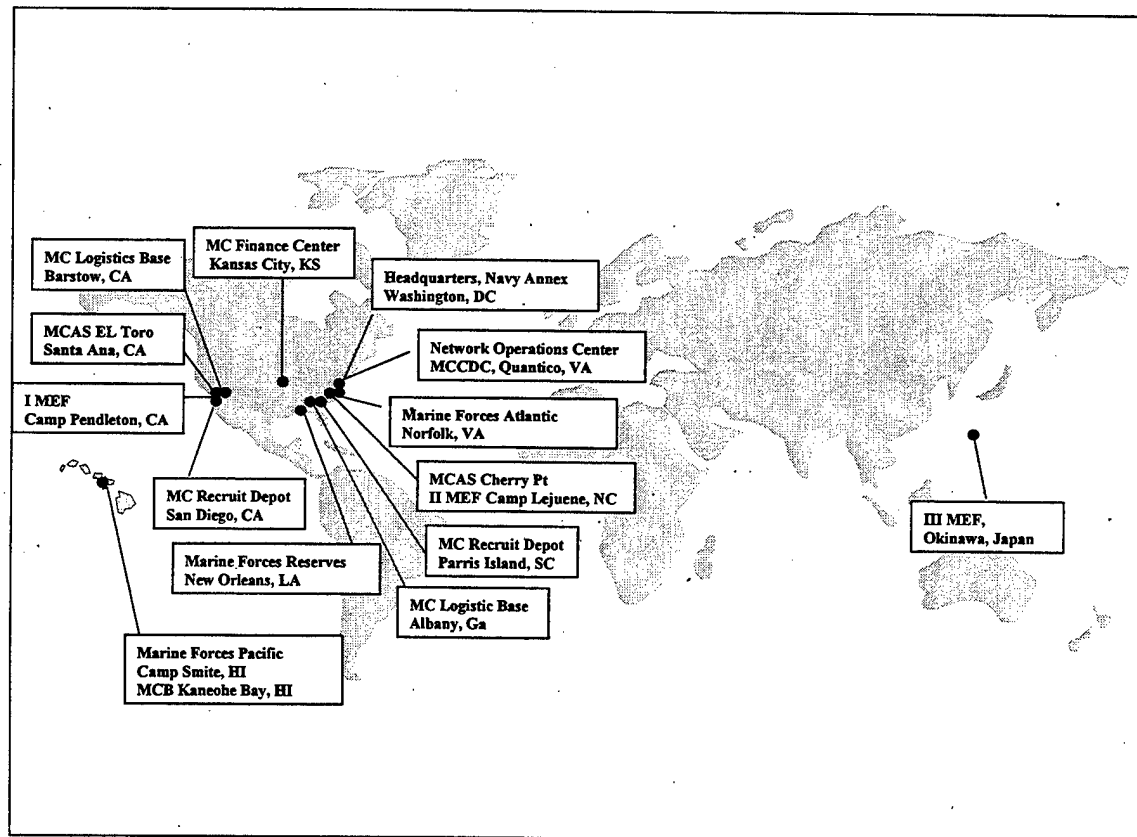 MC Finance Center
Kansas City, KS
MC Logistics Base
Barstow, CA
Headquarters, Navy Annex
Washington, DC
MCAS EL Toro
Santa Ana, CA
Network Operations Center
MCCDC, Quantico, VA
I MEF
Camp Pendleton, CA
Marine Forces Atlantic
Norfolk, VA
MCAS Cherry Pt
II MEF Camp Lejuene, NC
MC Recruit Depot
San Diego, CA
III MEF,
Okinawa, Japan
MC Recruit Depot
Parris Island, SC
Marine Forces Reserves
New Orleans, LA
MC Logistic Base
Albany, Ga
Marine Forces Pacific
Camp Smite, HI
MCB Kaneohe Bay, HI